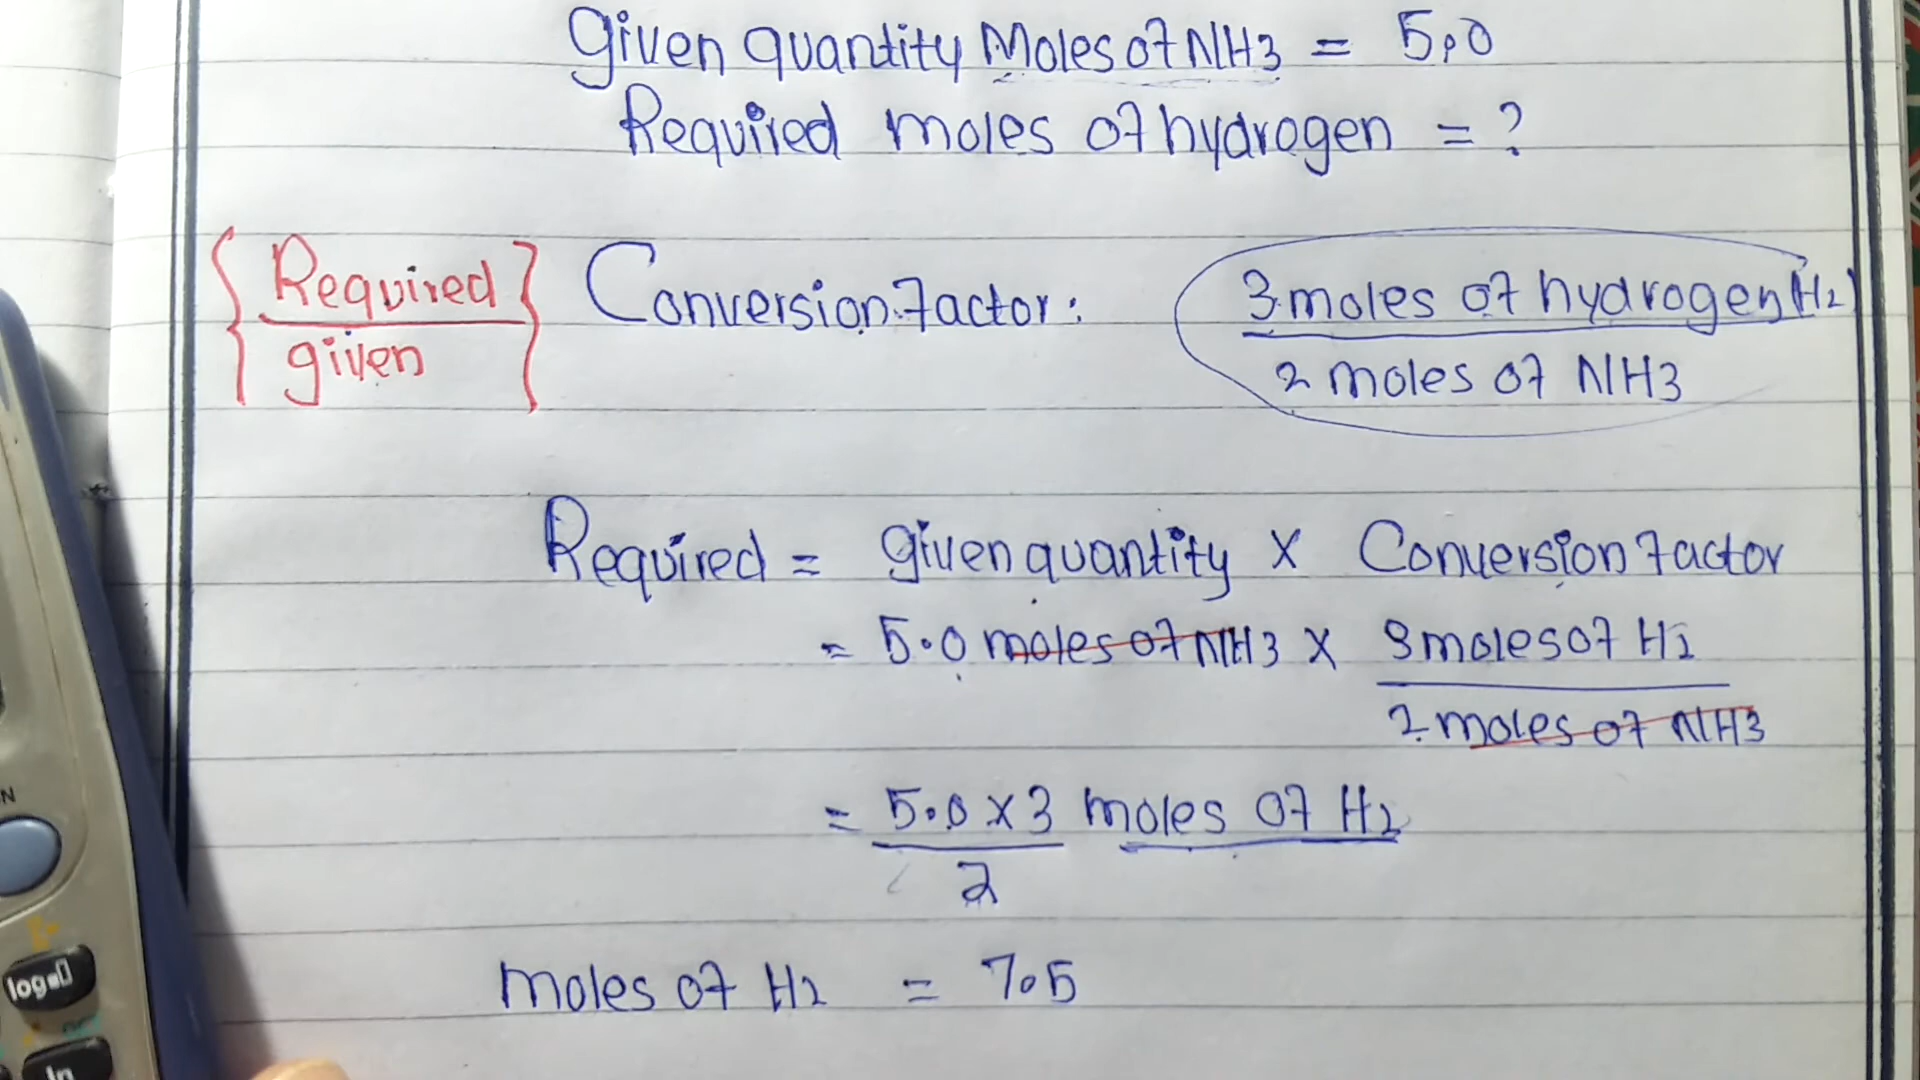 Given quantity Moles of NH3 = 5.0
Required moles of hydrogen = ?
{Required/given} Conversion factor: 3 moles of hydrogen (H2)
2 moles of NH3
Required = given quantity x Conversion factor
= 5.0 moles of NH3 x 3 moles of H2
2 moles of NH3
= 5.0 x 3 moles of H2
2
moles of H2 = 7.5
N
log
ln